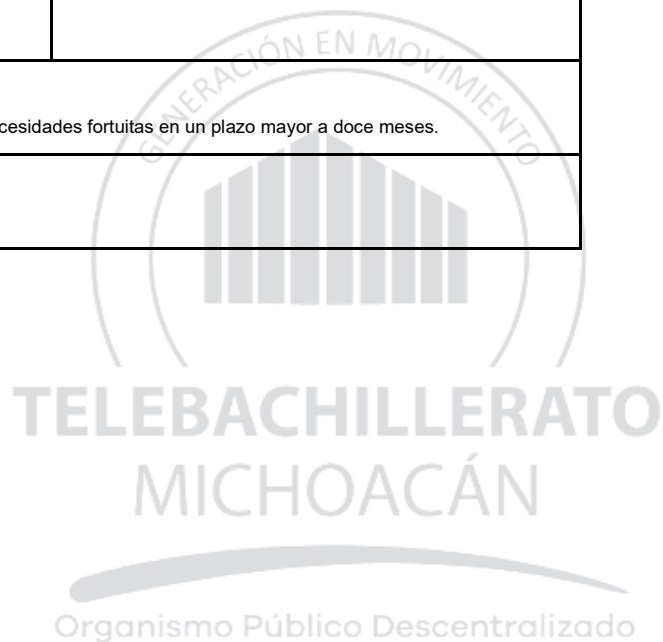 GENERACIÓN EN MOVIMIENTO
cesidades fortuitas en un plazo mayor a doce meses.
TELEBACHILLERATO
MICHOACÁN
Organismo Público Descentralizado